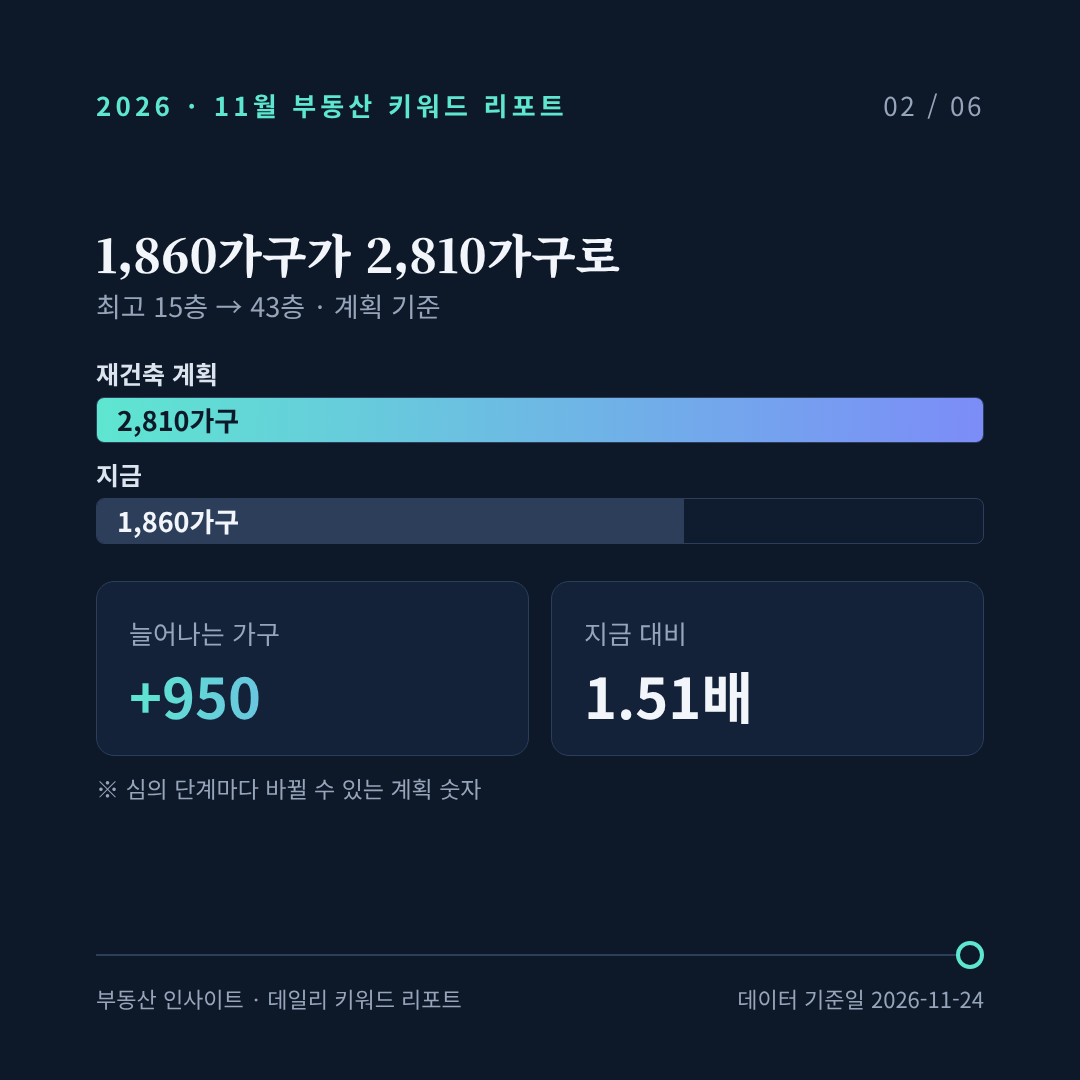 2026 · 11월 부동산 키워드 리포트
02 / 06
1,860가구가 2,810가구로
최고 15층 → 43층 · 계획 기준
재건축 계획
2,810가구
지금
1,860가구
늘어나는 가구
+950
지금 대비
1.51배
※ 심의 단계마다 바뀔 수 있는 계획 숫자
부동산 인사이트 · 데일리 키워드 리포트
데이터 기준일 2026-11-24